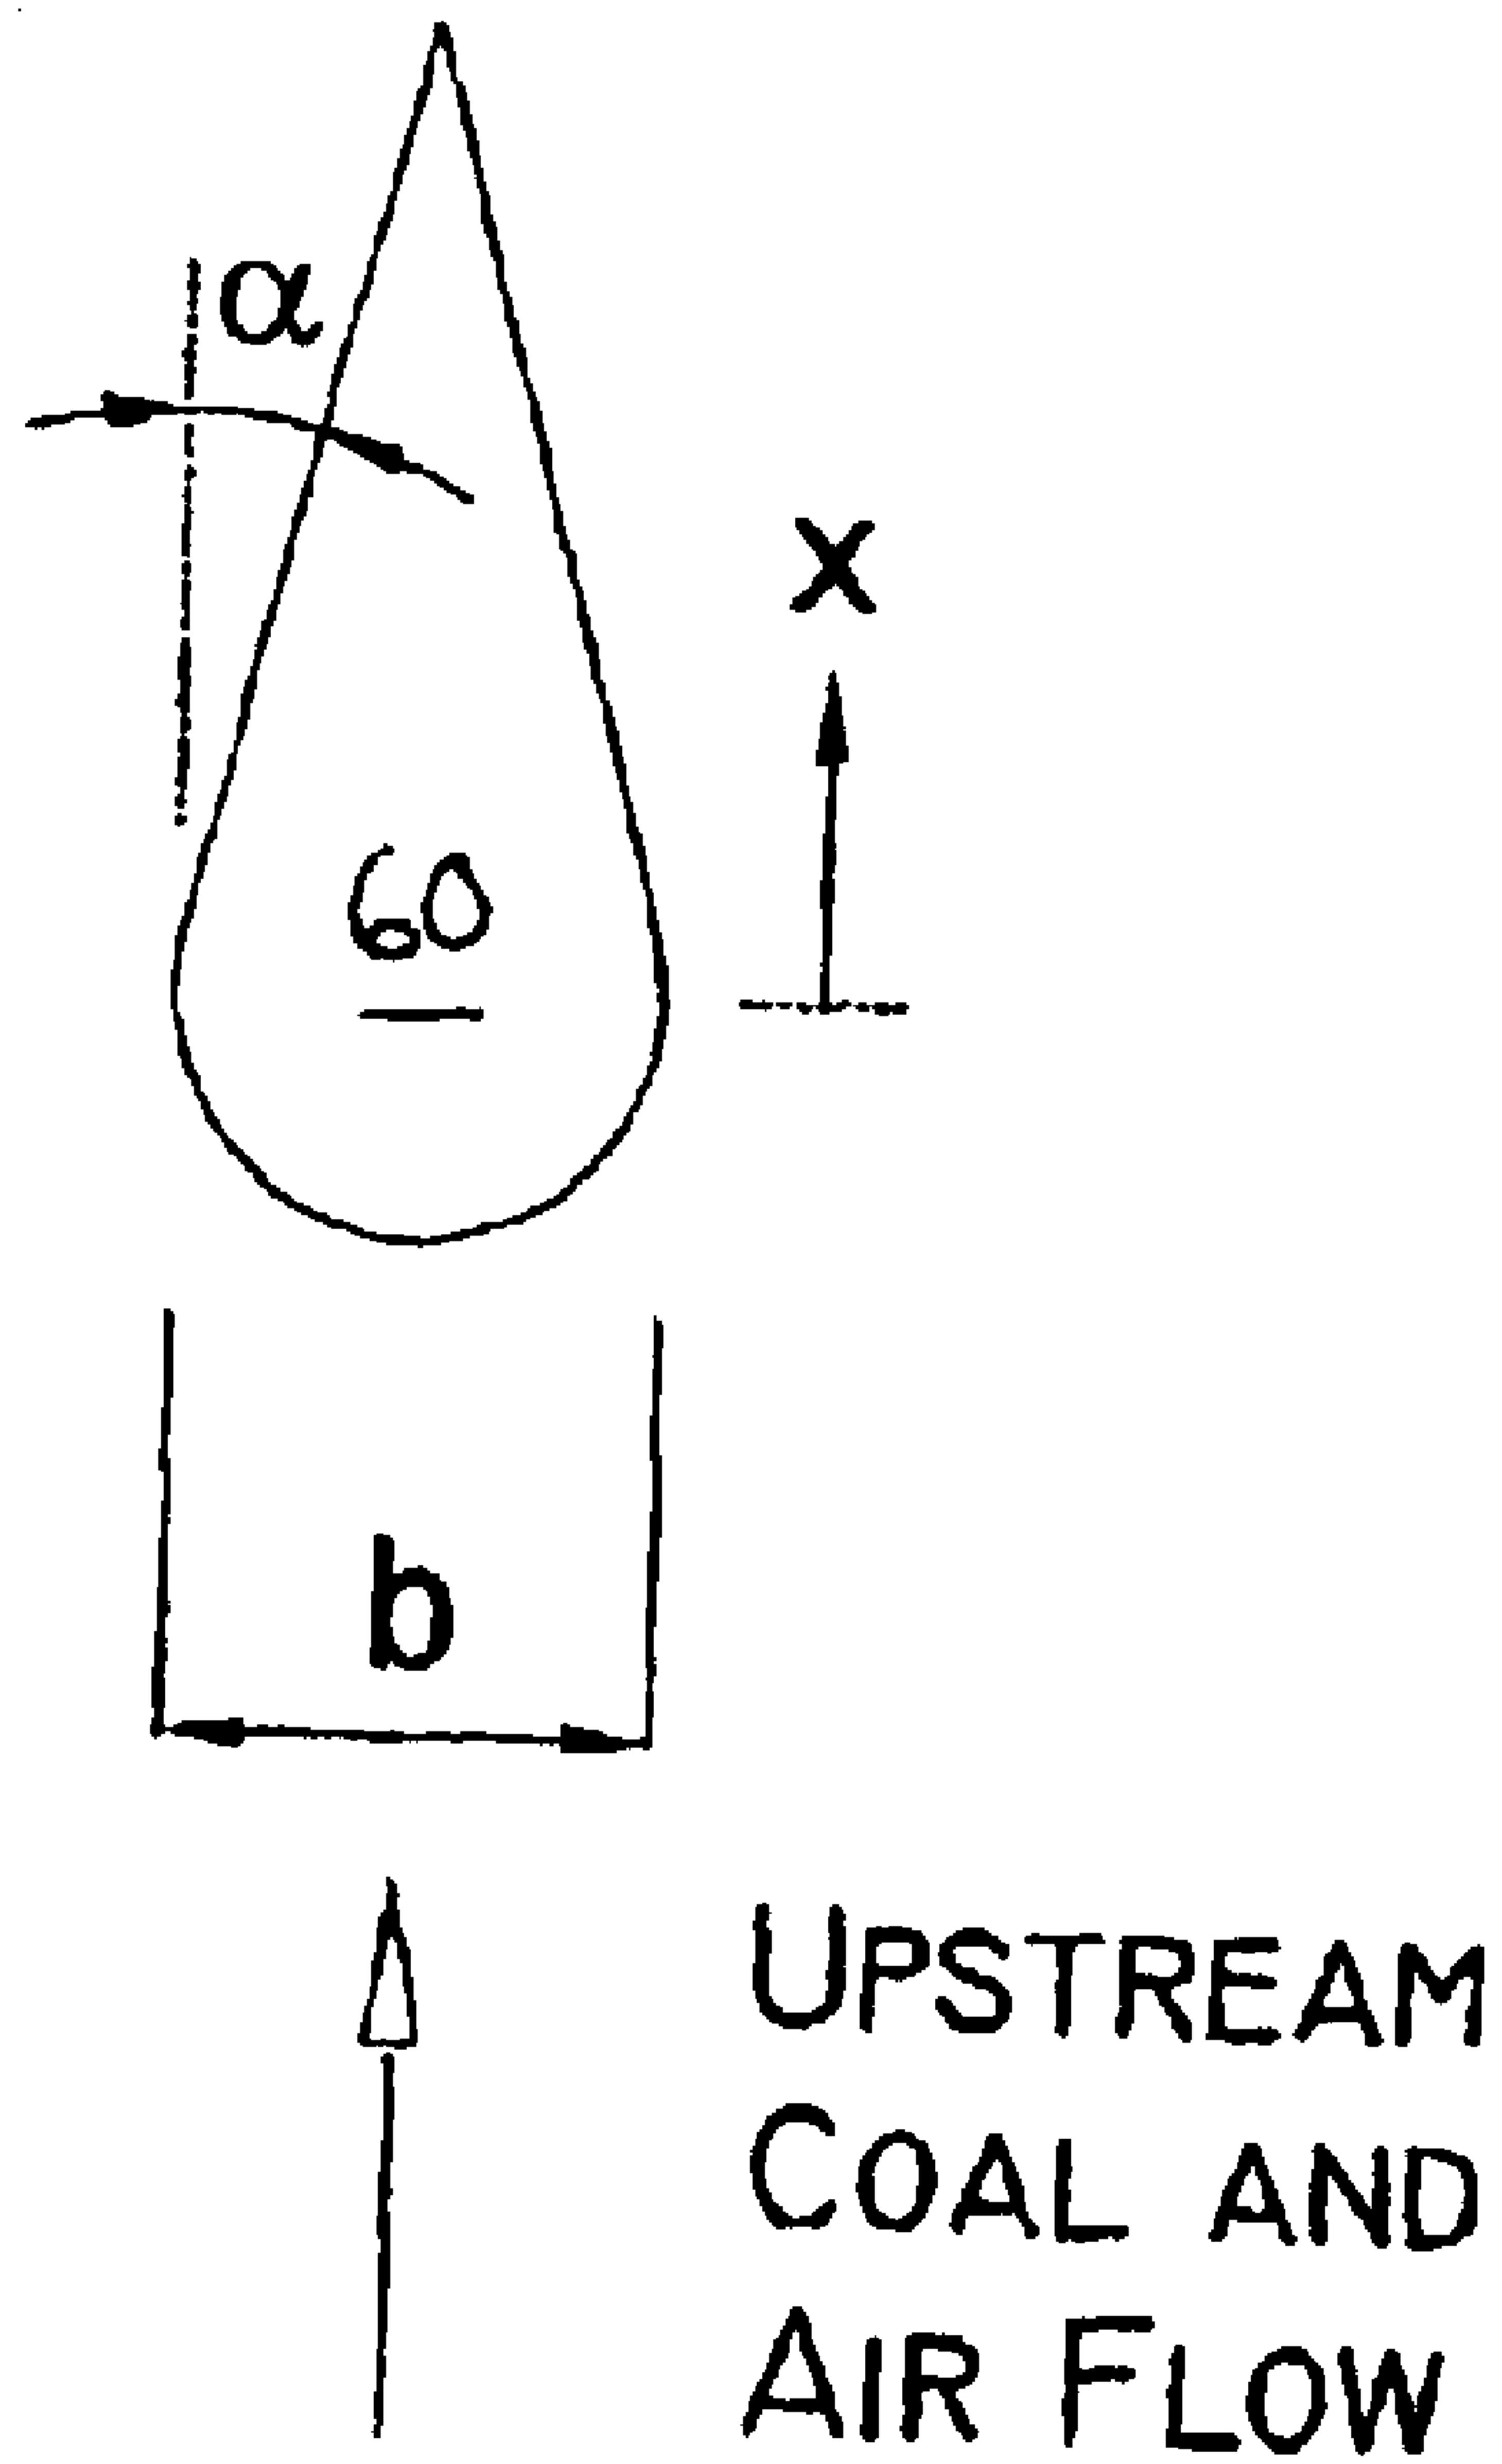 α
x
60
b
UPSTREAM
COAL AND
AIR FLOW